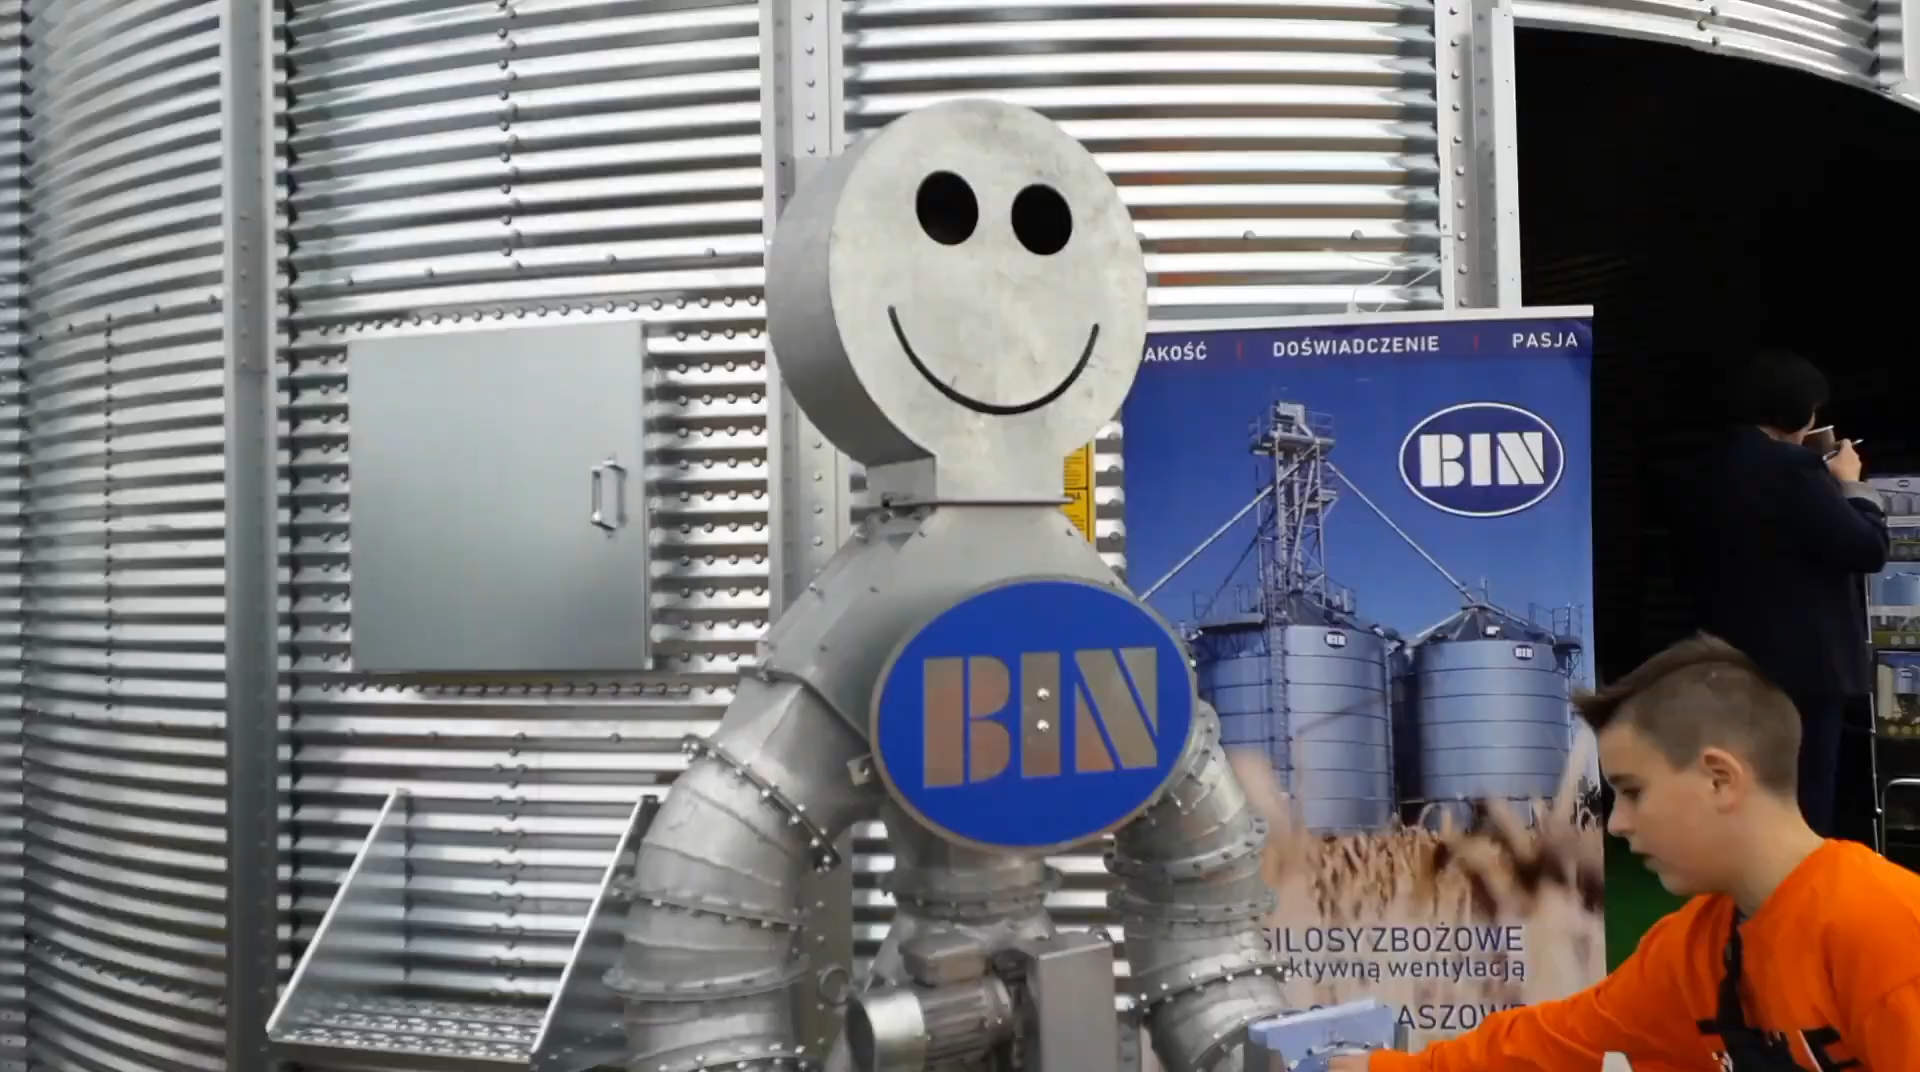 AKOŚĆ | DOŚWIADCZENIE | PASJA
BIN
BIN
SILOSY ZBOŻOWE
ktywną wentylacją
ASZOWE